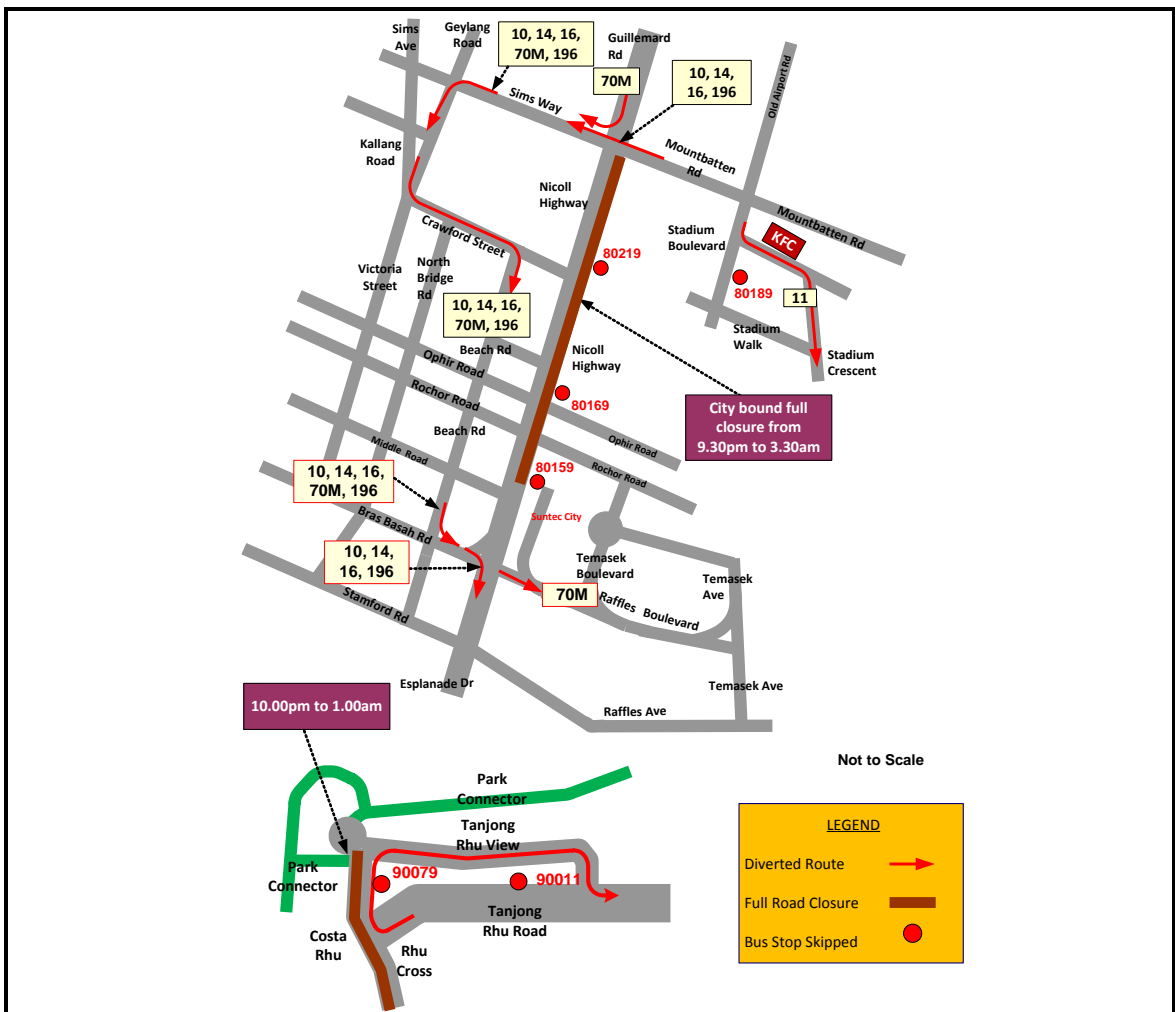 Sims
Ave
Geylang
Road
10, 14, 16,
70M, 196
Guillemard
Rd
70M
10, 14,
16, 196
Old Airport Rd
Sims Way
Kallang
Road
Mountbatten
Rd
Mountbatten Rd
Nicoll
Highway
Stadium
Boulevard
KFC
80219
80189
11
Crawford Street
Victoria
Street
North
Bridge
Rd
10, 14, 16,
70M, 196
Stadium
Walk
Stadium
Crescent
Beach Rd
Ophir Road
Nicoll
Highway
Rochor Road
80169
City bound full
closure from
9.30pm to 3.30am
Beach Rd
Ophir Road
Middle Road
Rochor Road
80159
10, 14, 16,
70M, 196
Bras Basah Rd
Suntec City
10, 14,
16, 196
Temasek
Boulevard
Temasek
Ave
70M
Raffles Boulevard
Stamford Rd
Esplanade Dr
Temasek Ave
Raffles Ave
10.00pm to 1.00am
Not to Scale
Park
Connector
Tanjong
Rhu View
Park
Connector
90079
90011
Tanjong
Rhu Road
Costa
Rhu
Rhu
Cross
LEGEND
Diverted Route
Full Road Closure
Bus Stop Skipped